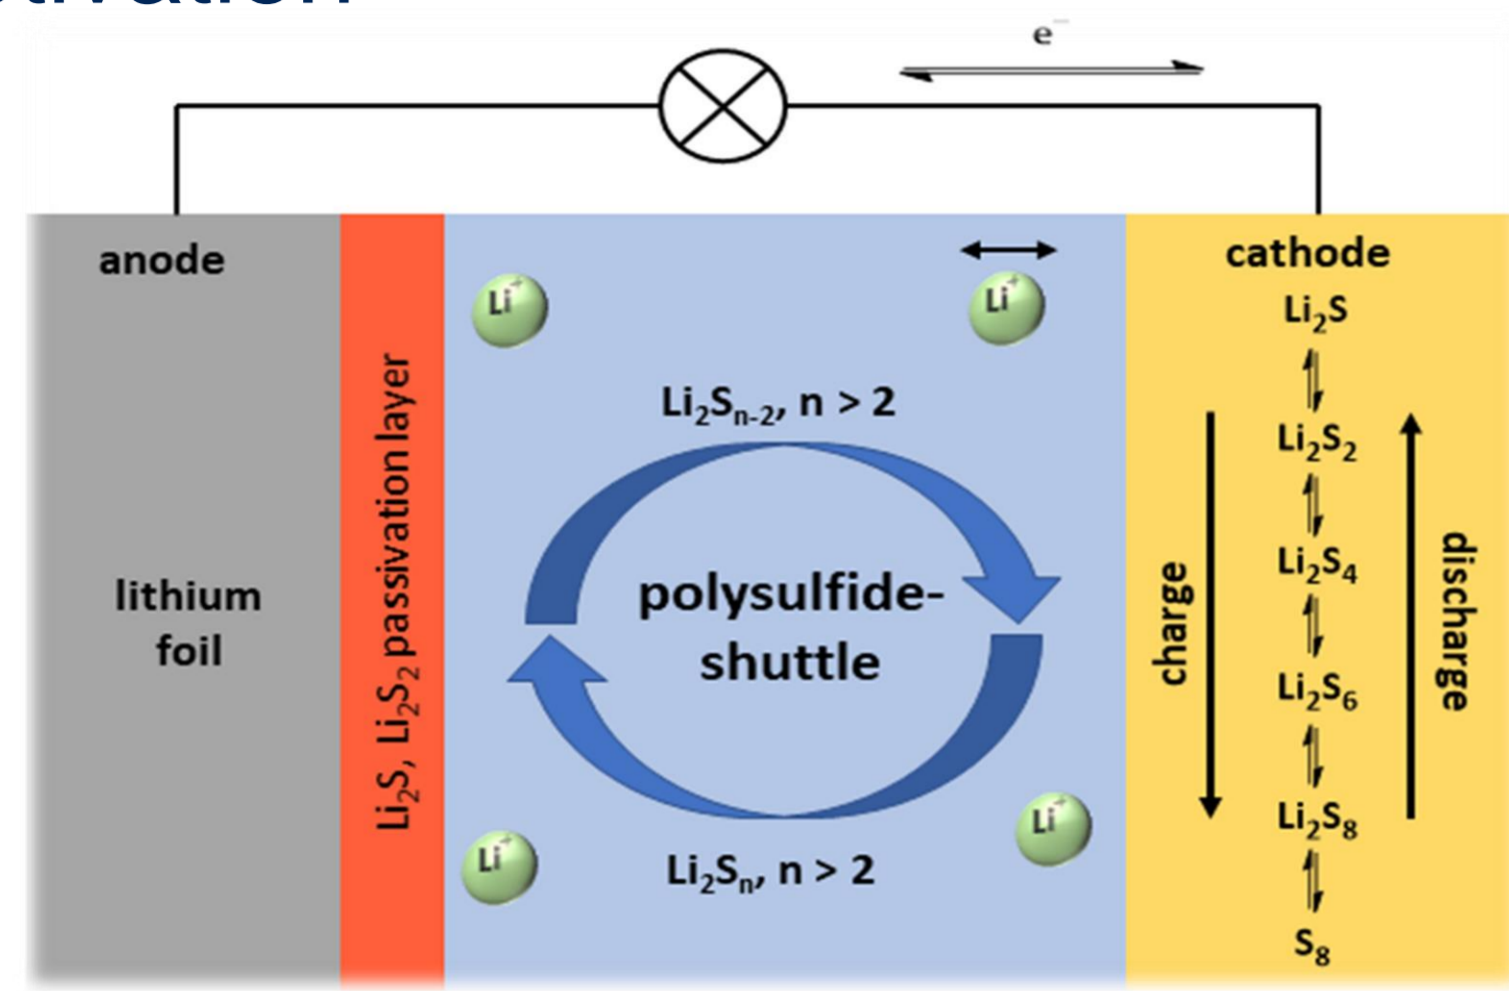 e⁻
anode
cathode
Li⁺
Li⁺
Li₂S
Li₂Sₙ₋₂, n > 2
Li₂S₂
Li₂S, Li₂S₂ passivation layer
lithium
foil
polysulfide-
shuttle
charge
discharge
Li₂S₄
Li₂S₆
Li₂S₈
Li⁺
Li⁺
Li₂Sₙ, n > 2
S₈